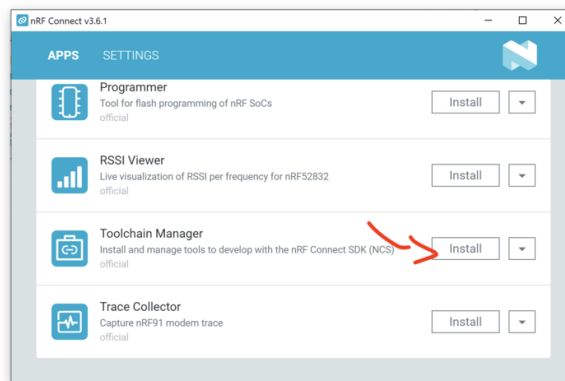 nRF Connect v3.6.1
APPS SETTINGS
Programmer
Tool for flash programming of nRF SoCs
official
Install
RSSI Viewer
Live visualization of RSSI per frequency for nRF52832
official
Install
Toolchain Manager
Install and manage tools to develop with the nRF Connect SDK (NCS)
official
Install
Trace Collector
Capture nRF91 modem trace
official
Install